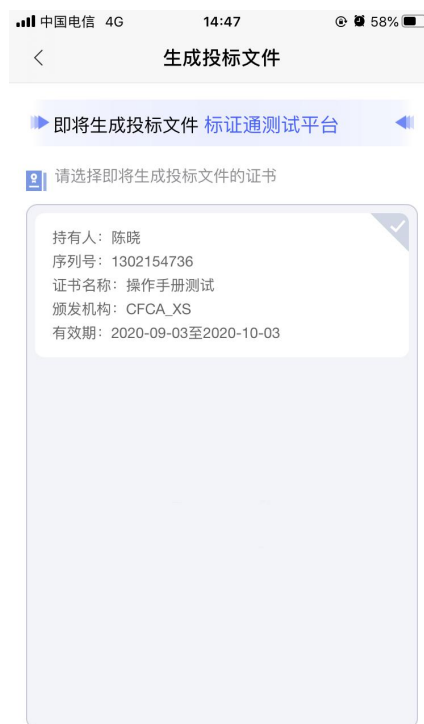 中国电信 4G 14:47 58%
生成投标文件
即将生成投标文件 标证通测试平台
请选择即将生成投标文件的证书
持有人：陈晓
序列号：1302154736
证书名称：操作手册测试
颁发机构：CFCA_XS
有效期：2020-09-03至2020-10-03